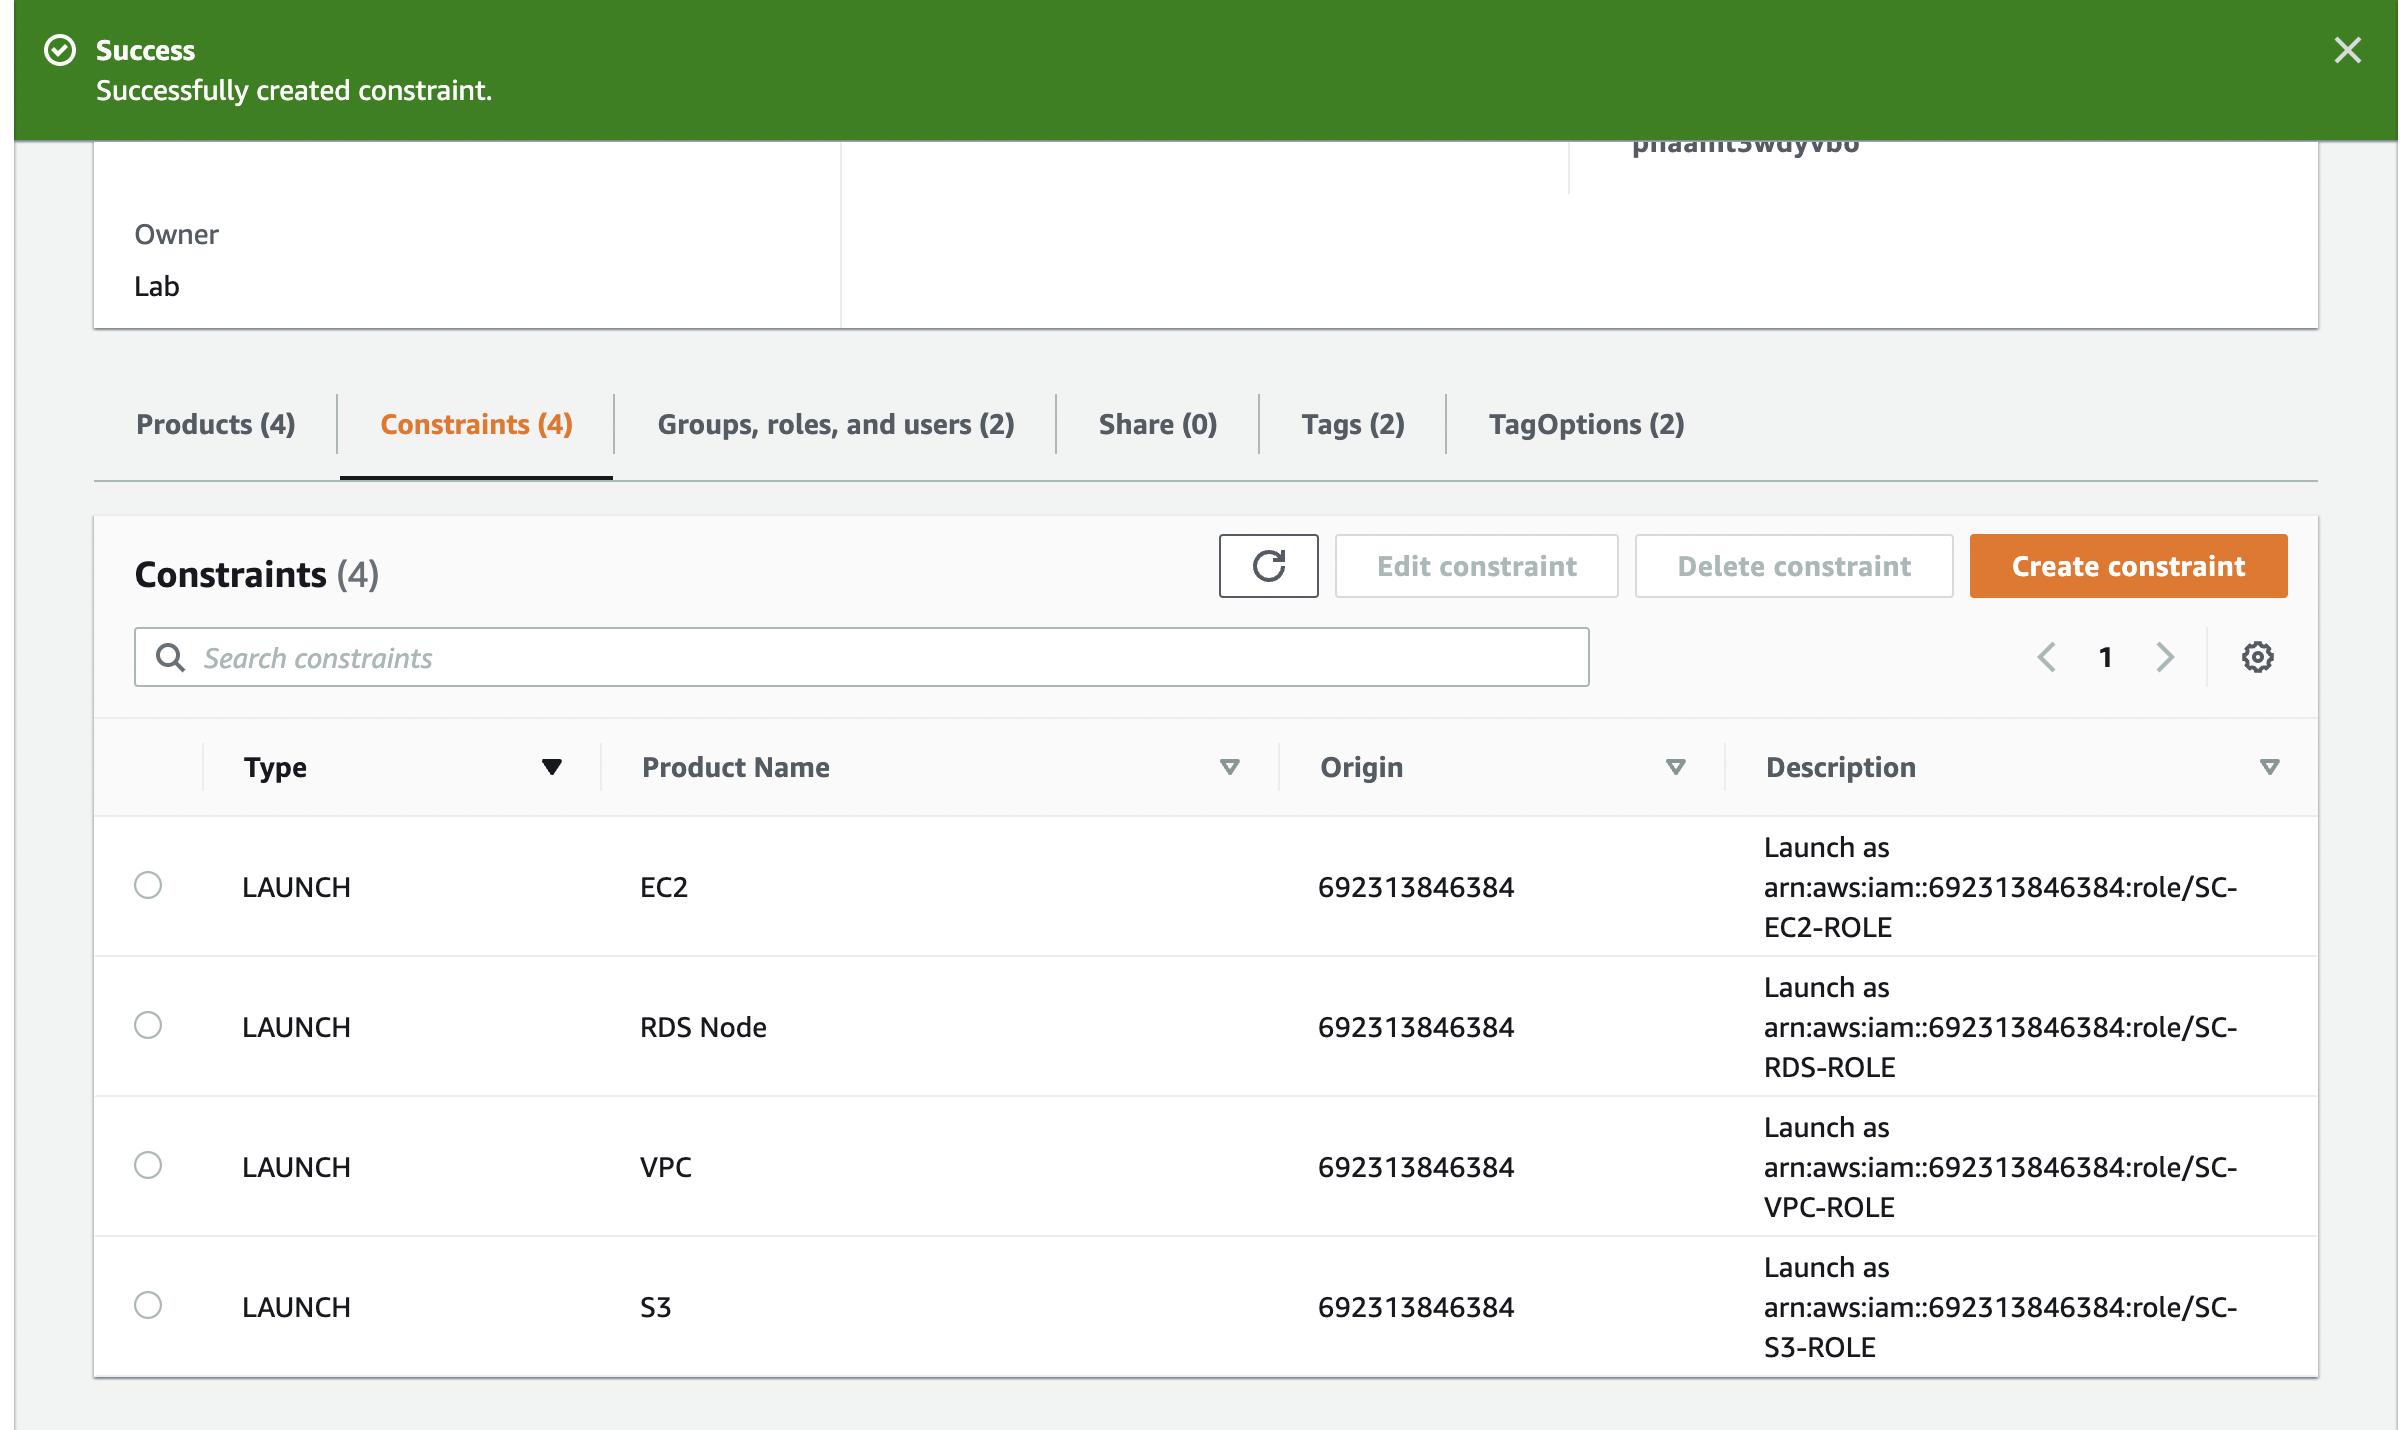 Success
Successfully created constraint.
Owner
Lab
Products (4)
Constraints (4)
Groups, roles, and users (2)
Share (0)
Tags (2)
TagOptions (2)
Constraints (4)
Edit constraint
Delete constraint
Create constraint
Search constraints
1
Type
Product Name
Origin
Description
LAUNCH
EC2
692313846384
Launch as
arn:aws:iam::692313846384:role/SC-
EC2-ROLE
LAUNCH
RDS Node
692313846384
Launch as
arn:aws:iam::692313846384:role/SC-
RDS-ROLE
LAUNCH
VPC
692313846384
Launch as
arn:aws:iam::692313846384:role/SC-
VPC-ROLE
LAUNCH
S3
692313846384
Launch as
arn:aws:iam::692313846384:role/SC-
S3-ROLE